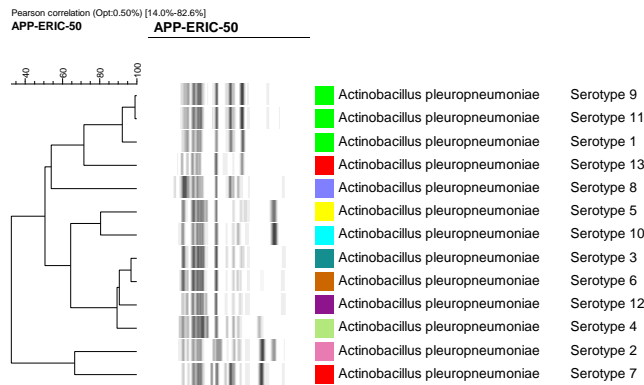 Pearson correlation (Opt:0.50%) [14.0%-82.6%]
APP-ERIC-50 APP-ERIC-50
40 60 80 100
Actinobacillus pleuropneumoniae Serotype 9
Actinobacillus pleuropneumoniae Serotype 11
Actinobacillus pleuropneumoniae Serotype 1
Actinobacillus pleuropneumoniae Serotype 13
Actinobacillus pleuropneumoniae Serotype 8
Actinobacillus pleuropneumoniae Serotype 5
Actinobacillus pleuropneumoniae Serotype 10
Actinobacillus pleuropneumoniae Serotype 3
Actinobacillus pleuropneumoniae Serotype 6
Actinobacillus pleuropneumoniae Serotype 12
Actinobacillus pleuropneumoniae Serotype 4
Actinobacillus pleuropneumoniae Serotype 2
Actinobacillus pleuropneumoniae Serotype 7